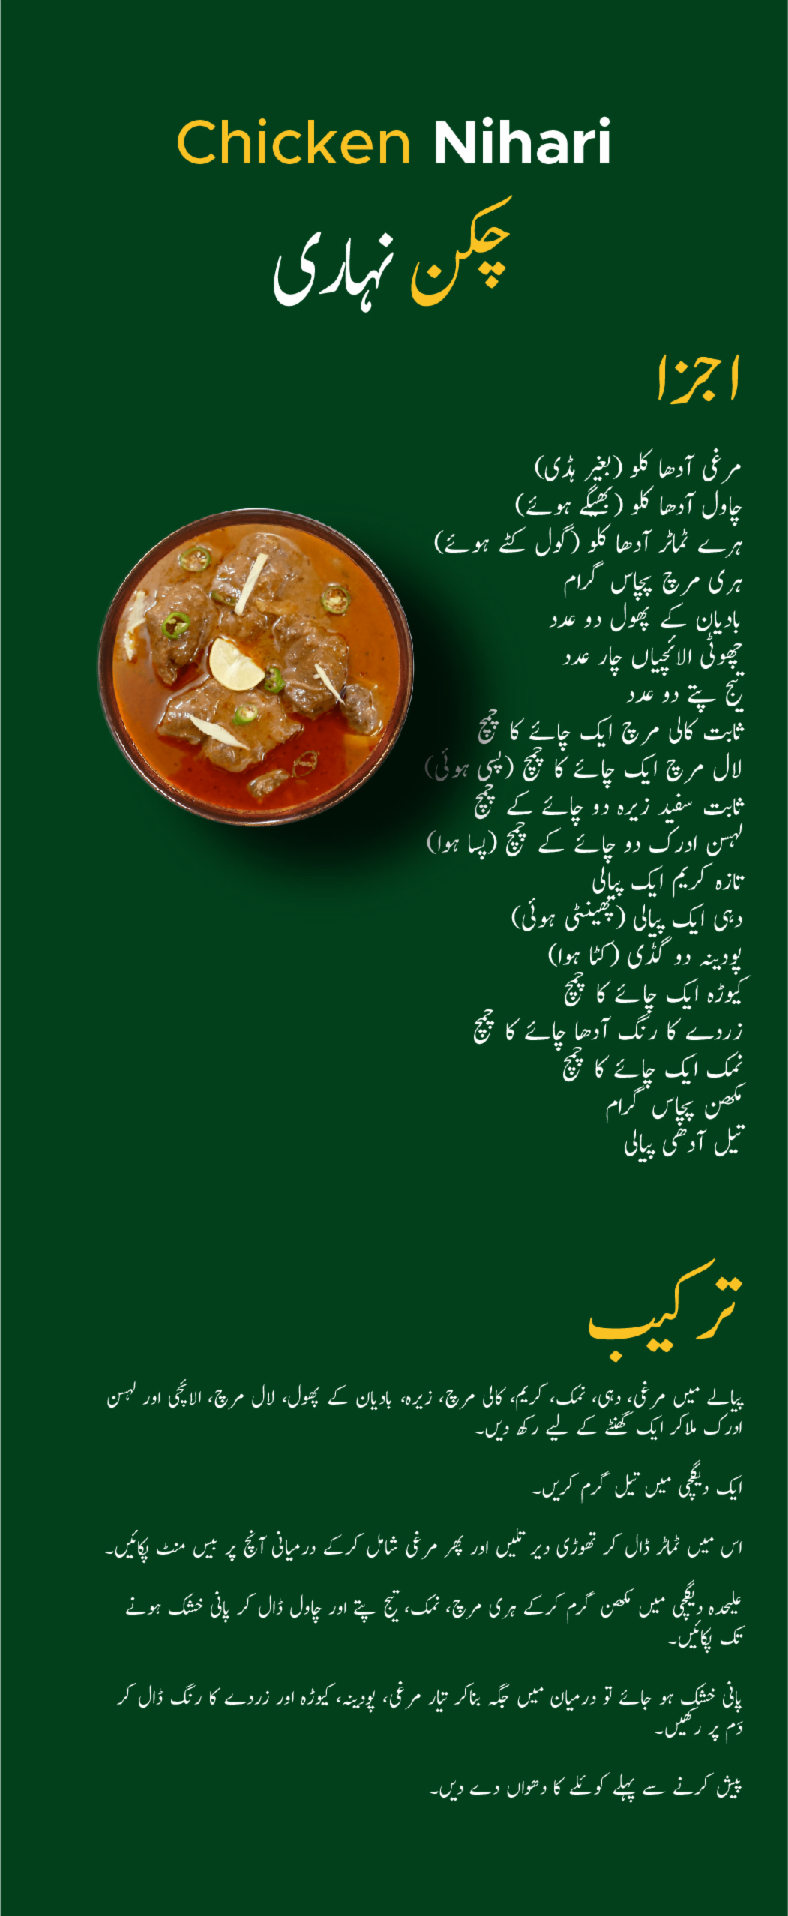 Chicken Nihari
چکن نہاری
اجزا
مرغی آدھا کلو (بغیر ہڈی)
چاول آدھا کلو (بھیگے ہوئے)
ہرے ٹماٹر آدھا کلو (گول کٹے ہوئے)
ہری مرچ پچاس گرام
بادیان کے پھول دو عدد
چھوٹی الائچیاں چار عدد
تیج پتے دو عدد
ثابت کالی مرچ ایک چائے کا چمچ
لال مرچ ایک چائے کا چمچ (پسی ہوئی)
ثابت سفید زیرہ دو چائے کے چمچ
لہسن ادرک دو چائے کے چمچ (پسا ہوا)
تازہ کریم ایک پیالی
دہی ایک پیالی (پھینٹی ہوئی)
پودینہ دو گڈی (کٹا ہوا)
کیوڑہ ایک چائے کا چمچ
زردے کا رنگ آدھا چائے کا چمچ
نمک ایک چائے کا چمچ
مکھن پچاس گرام
تیل آدھی پیالی
ترکیب
پیالے میں مرغی، دہی، نمک، کریم، کالی مرچ، زیرہ، بادیان کے پھول، لال مرچ، الائچی اور لہسن
ادرک ملاکر ایک گھنٹے کے لیے رکھ دیں۔
ایک دیگچی میں تیل گرم کریں۔
اس میں ٹماٹر ڈال کر تھوڑی دیر تلیں اور پھر مرغی شامل کرکے درمیانی آنچ پر بیس منٹ پکائیں۔
علیحدہ دیگچی میں مکھن گرم کرکے ہری مرچ، نمک، تیج پتے اور چاول ڈال کر پانی خشک ہونے
تک پکائیں۔
پانی خشک ہو جائے تو درمیان میں جگہ بناکر تیار مرغی، پودینہ، کیوڑہ اور زردے کا رنگ ڈال کر
دَم پر رکھیں۔
پیش کرنے سے پہلے کوئلے کا دھواں دے دیں۔